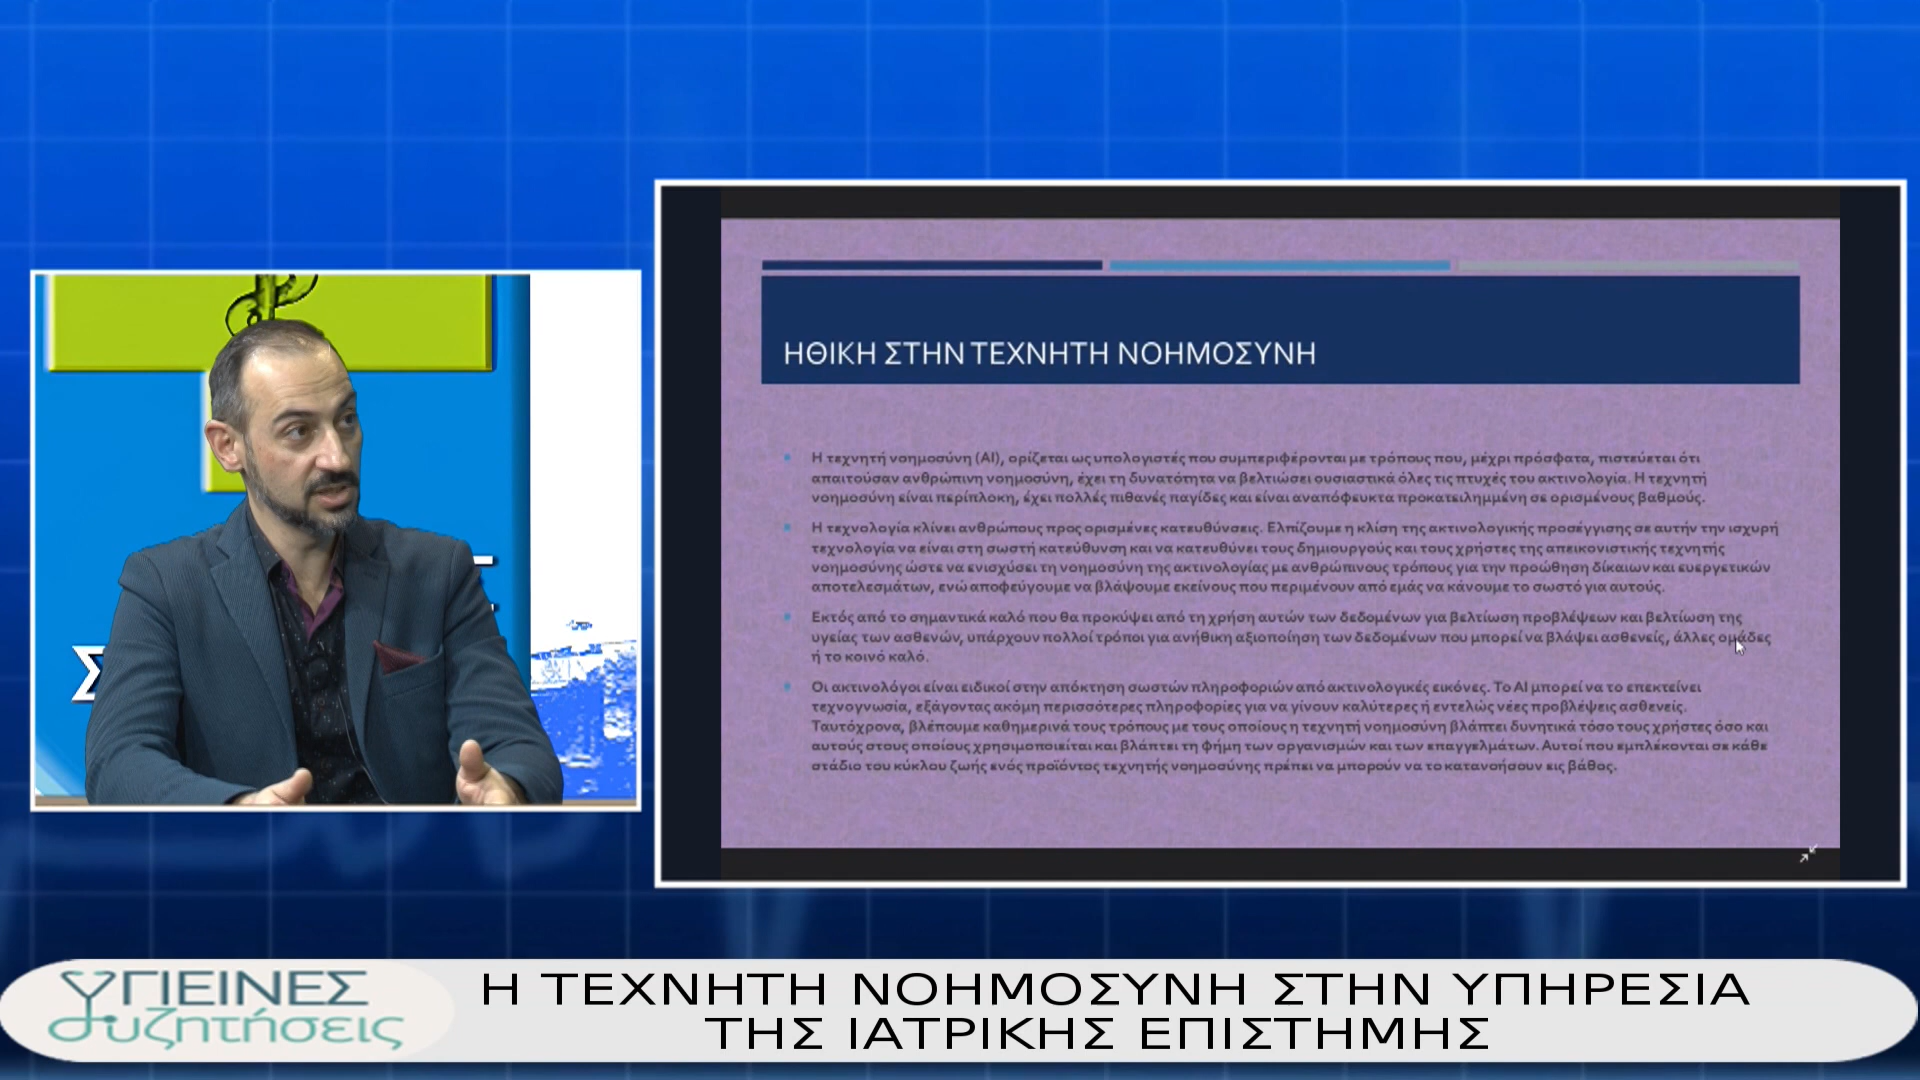 Σ
ΗΘΙΚΗ ΣΤΗΝ ΤΕΧΝΗΤΗ ΝΟΗΜΟΣΥΝΗ
Η τεχνητή νοημοσύνη (AI), ορίζεται ως υπολογιστές που συμπεριφέρονται με τρόπους που, μέχρι πρόσφατα, πιστεύεται ότι
απαιτούσαν ανθρώπινη νοημοσύνη, έχει τη δυνατότητα να βελτιώσει ουσιαστικά όλες τις πτυχές του ακτινολογία. Η τεχνητή
νοημοσύνη είναι περίπλοκη, έχει πολλές πιθανές παγίδες και είναι αναπόφευκτα προκατειλημμένη σε ορισμένους βαθμούς.
Η τεχνολογία κλίνει ανθρώπους προς ορισμένες κατευθύνσεις. Ελπίζουμε η κλίση της ακτινολογικής προσέγγισης σε αυτήν την ισχυρή
τεχνολογία να είναι στη σωστή κατεύθυνση και να κατευθύνει τους δημιουργούς και τους χρήστες της απεικονιστικής τεχνητής
νοημοσύνης ώστε να ενισχύσει τη νοημοσύνη της ακτινολογίας με ανθρώπινους τρόπους για την προώθηση δίκαιων και ευεργετικών
αποτελεσμάτων, ενώ αποφεύγουμε να βλάψουμε εκείνους που περιμένουν από εμάς να κάνουμε το σωστό για αυτούς.
Εκτός από το σημαντικά καλό που θα προκύψει από τη χρήση αυτών των δεδομένων για βελτίωση προβλέψεων και βελτίωση της
υγείας των ασθενών, υπάρχουν πολλοί τρόποι για ανήθικη αξιοποίηση των δεδομένων που μπορεί να βλάψει ασθενείς, άλλες ομάδες
ή το κοινό καλό.
Οι ακτινολόγοι είναι ειδικοί στην απόκτηση σωστών πληροφοριών από ακτινολογικές εικόνες. Το AI μπορεί να το επεκτείνει
τεχνογνωσία, εξάγοντας ακόμη περισσότερες πληροφορίες για να γίνουν καλύτερες ή εντελώς νέες προβλέψεις ασθενείς.
Ταυτόχρονα, βλέπουμε καθημερινά τους τρόπους με τους οποίους η τεχνητή νοημοσύνη βλάπτει δυνητικά τόσο τους χρήστες όσο και
αυτούς στους οποίους χρησιμοποιείται και βλάπτει τη φήμη των οργανισμών και των επαγγελμάτων. Αυτοί που εμπλέκονται σε κάθε
στάδιο του κύκλου ζωής ενός προϊόντος τεχνητής νοημοσύνης πρέπει να μπορούν να το κατανοήσουν εις βάθος.
ΥΓΙΕΙΝΕΣ
συζητήσεις
Η ΤΕΧΝΗΤΗ ΝΟΗΜΟΣΥΝΗ ΣΤΗΝ ΥΠΗΡΕΣΙΑ
ΤΗΣ ΙΑΤΡΙΚΗΣ ΕΠΙΣΤΗΜΗΣ